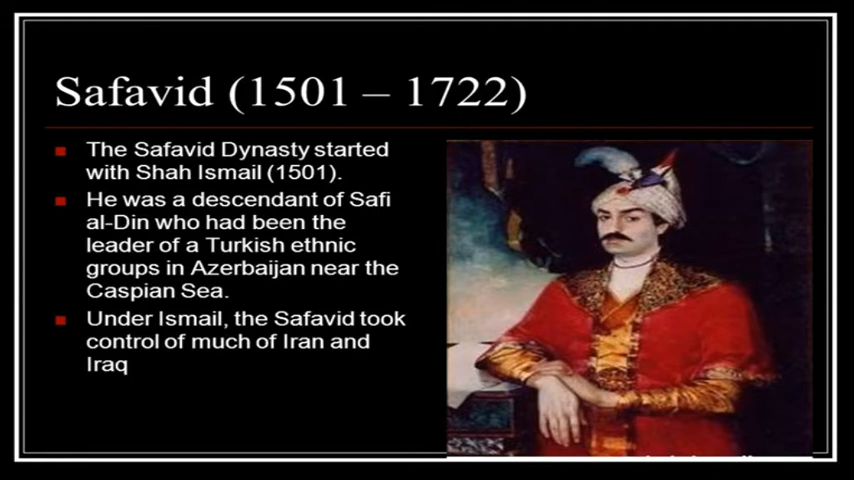 Safavid (1501 – 1722)
The Safavid Dynasty started
with Shah Ismail (1501).
He was a descendant of Safi
al-Din who had been the
leader of a Turkish ethnic
groups in Azerbaijan near the
Caspian Sea.
Under Ismail, the Safavid took
control of much of Iran and
Iraq